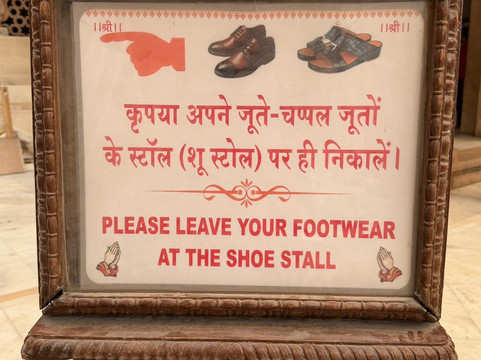 ।।श्री।। ।।श्री।।
कृपया अपने जूते-चप्पल जूतों
के स्टॉल (शू स्टोल) पर ही निकालें।
PLEASE LEAVE YOUR FOOTWEAR
AT THE SHOE STALL